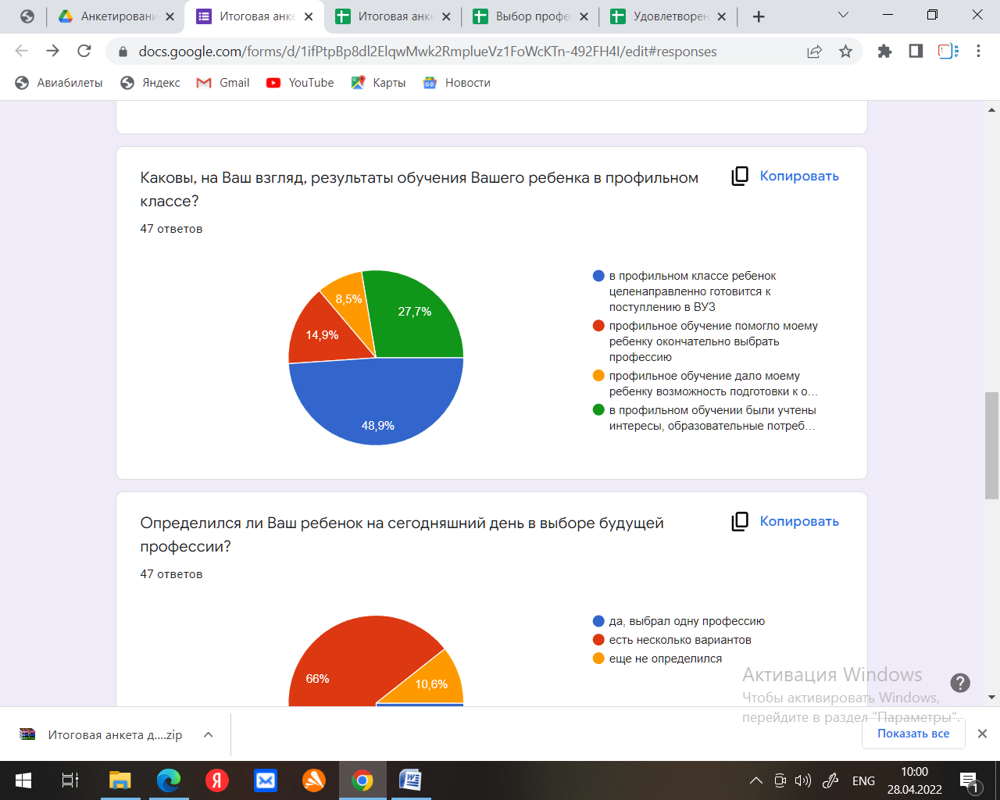 Анкетировани
Итоговая анке
Итоговая анке
Выбор профе
Удовлетворен
docs.google.com/forms/d/1ifPtpBp8dl2ElqwMwk2RmplueVz1FoWcKTn-492FH4I/edit#responses
Авиабилеты
Яндекс
Gmail
YouTube
Карты
Новости
Каковы, на Ваш взгляд, результаты обучения Вашего ребенка в профильном
классе?
Копировать
47 ответов
8,5%
27,7%
14,9%
48,9%
в профильном классе ребенок
целенаправленно готовится к
поступлению в ВУЗ
профильное обучение помогло моему
ребенку окончательно выбрать
профессию
профильное обучение дало моему
ребенку возможность подготовки к о...
в профильном обучении были учтены
интересы, образовательные потреб...
Определился ли Ваш ребенок на сегодняшний день в выборе будущей
профессии?
Копировать
47 ответов
66%
10,6%
да, выбрал одну профессию
есть несколько вариантов
еще не определился
Активация Windows
Чтобы активировать Windows,
перейдите в раздел "Параметры".
Итоговая анкета д....zip
Показать все
ENG
10:00
28.04.2022
1